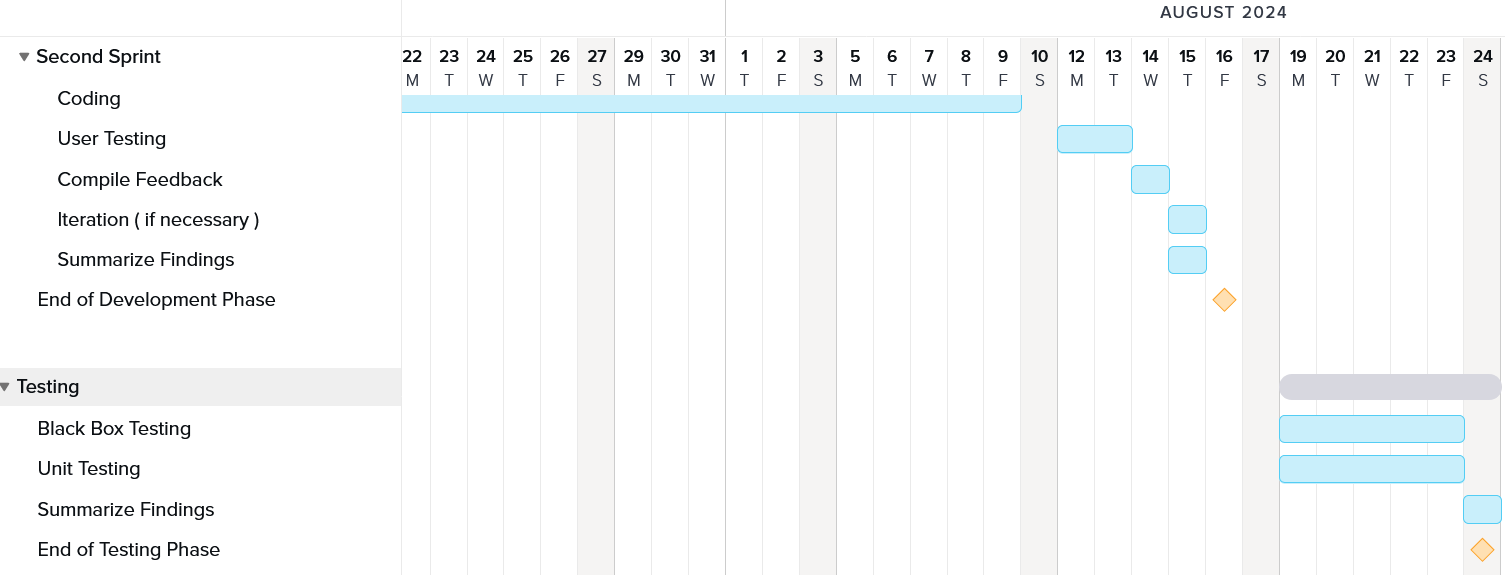 AUGUST 2024
22 23 24 25 26 27 29 30 31 1 2 3 5 6 7 8 9 10 12 13 14 15 16 17 19 20 21 22 23 24
M T W T F S M T W T F S M T W T F S M T W T F S M T W T F S
Second Sprint
Coding
User Testing
Compile Feedback
Iteration ( if necessary )
Summarize Findings
End of Development Phase
Testing
Black Box Testing
Unit Testing
Summarize Findings
End of Testing Phase